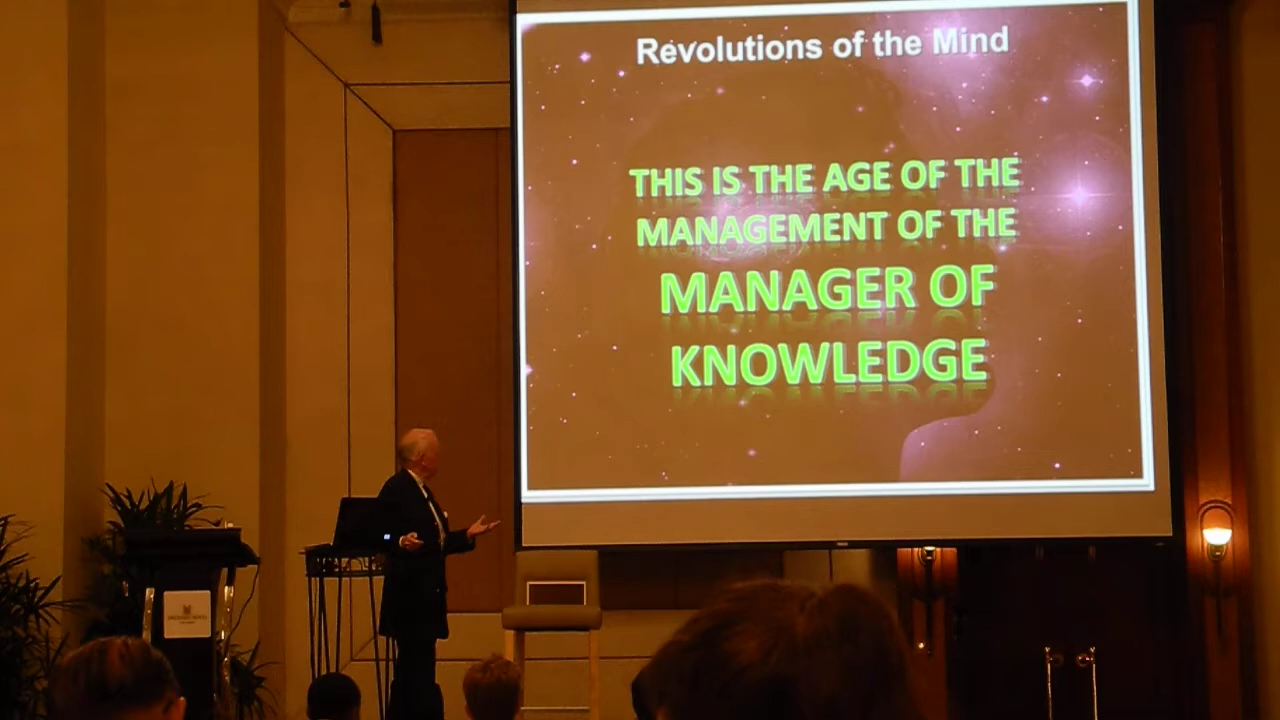 Revolutions of the Mind
THIS IS THE AGE OF THE
MANAGEMENT OF THE
MANAGER OF
KNOWLEDGE